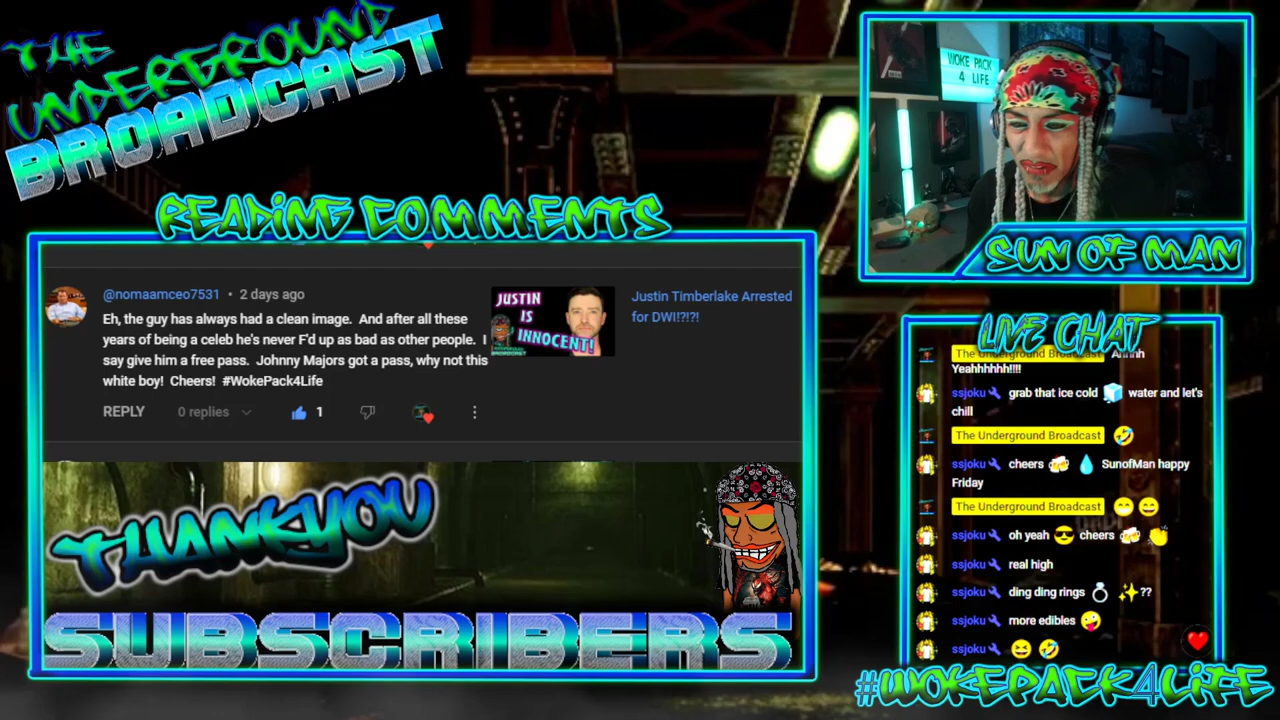 THE
UNDERGROUND
BROADCAST
WOKE PACK
4 LIFE
SUN OF MAN
READING COMMENTS
@nomaamceo7531 • 2 days ago
Eh, the guy has always had a clean image. And after all these
years of being a celeb he's never F'd up as bad as other people. I
say give him a free pass. Johnny Majors got a pass, why not this
white boy! Cheers! #WokePack4Life
REPLY 0 replies 1
JUSTIN
IS
INNOCENT!
Justin Timberlake Arrested
for DWI!?!?!
THANKYOU
SUBSCRIBERS
LIVE CHAT
The Underground Broadcast Ahhhh
Yeahhhhh!!!!
ssjoku grab that ice cold 🧊 water and let's
chill
The Underground Broadcast 🤣
ssjoku cheers 🍻 💧 SunofMan happy
Friday
The Underground Broadcast 😁 😄
ssjoku oh yeah 😎 cheers 🍻 👏
ssjoku real high
ssjoku ding ding rings 💍 ✨??
ssjoku more edibles 🤪
ssjoku 😆 🤣
#WOKEPACK4LIFE